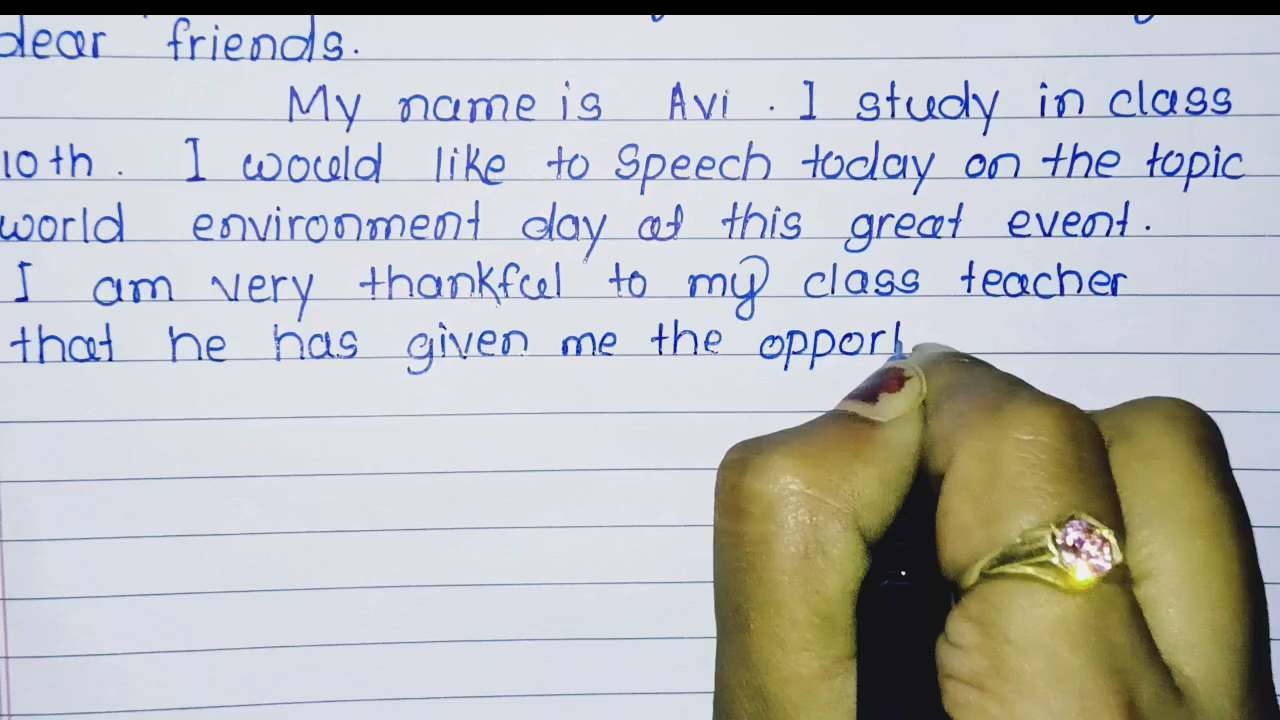 dear friends.
My name is Avi. I study in class
10th. I would like to speech today on the topic
world environment day at this great event.
I am very thankful to my class teacher
that he has given me the opport